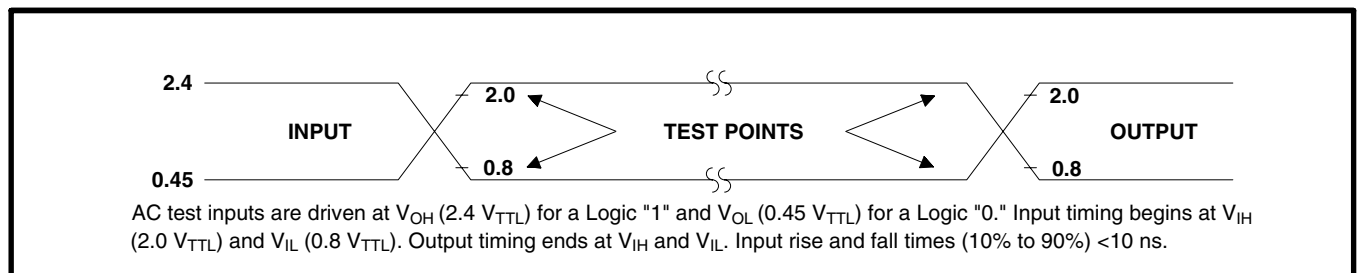 2.4
2.0
2.0
INPUT
TEST POINTS
OUTPUT
0.8
0.8
0.45
AC test inputs are driven at VOH (2.4 VTTL) for a Logic "1" and VOL (0.45 VTTL) for a Logic "0." Input timing begins at VIH
(2.0 VTTL) and VIL (0.8 VTTL). Output timing ends at VIH and VIL. Input rise and fall times (10% to 90%) <10 ns.